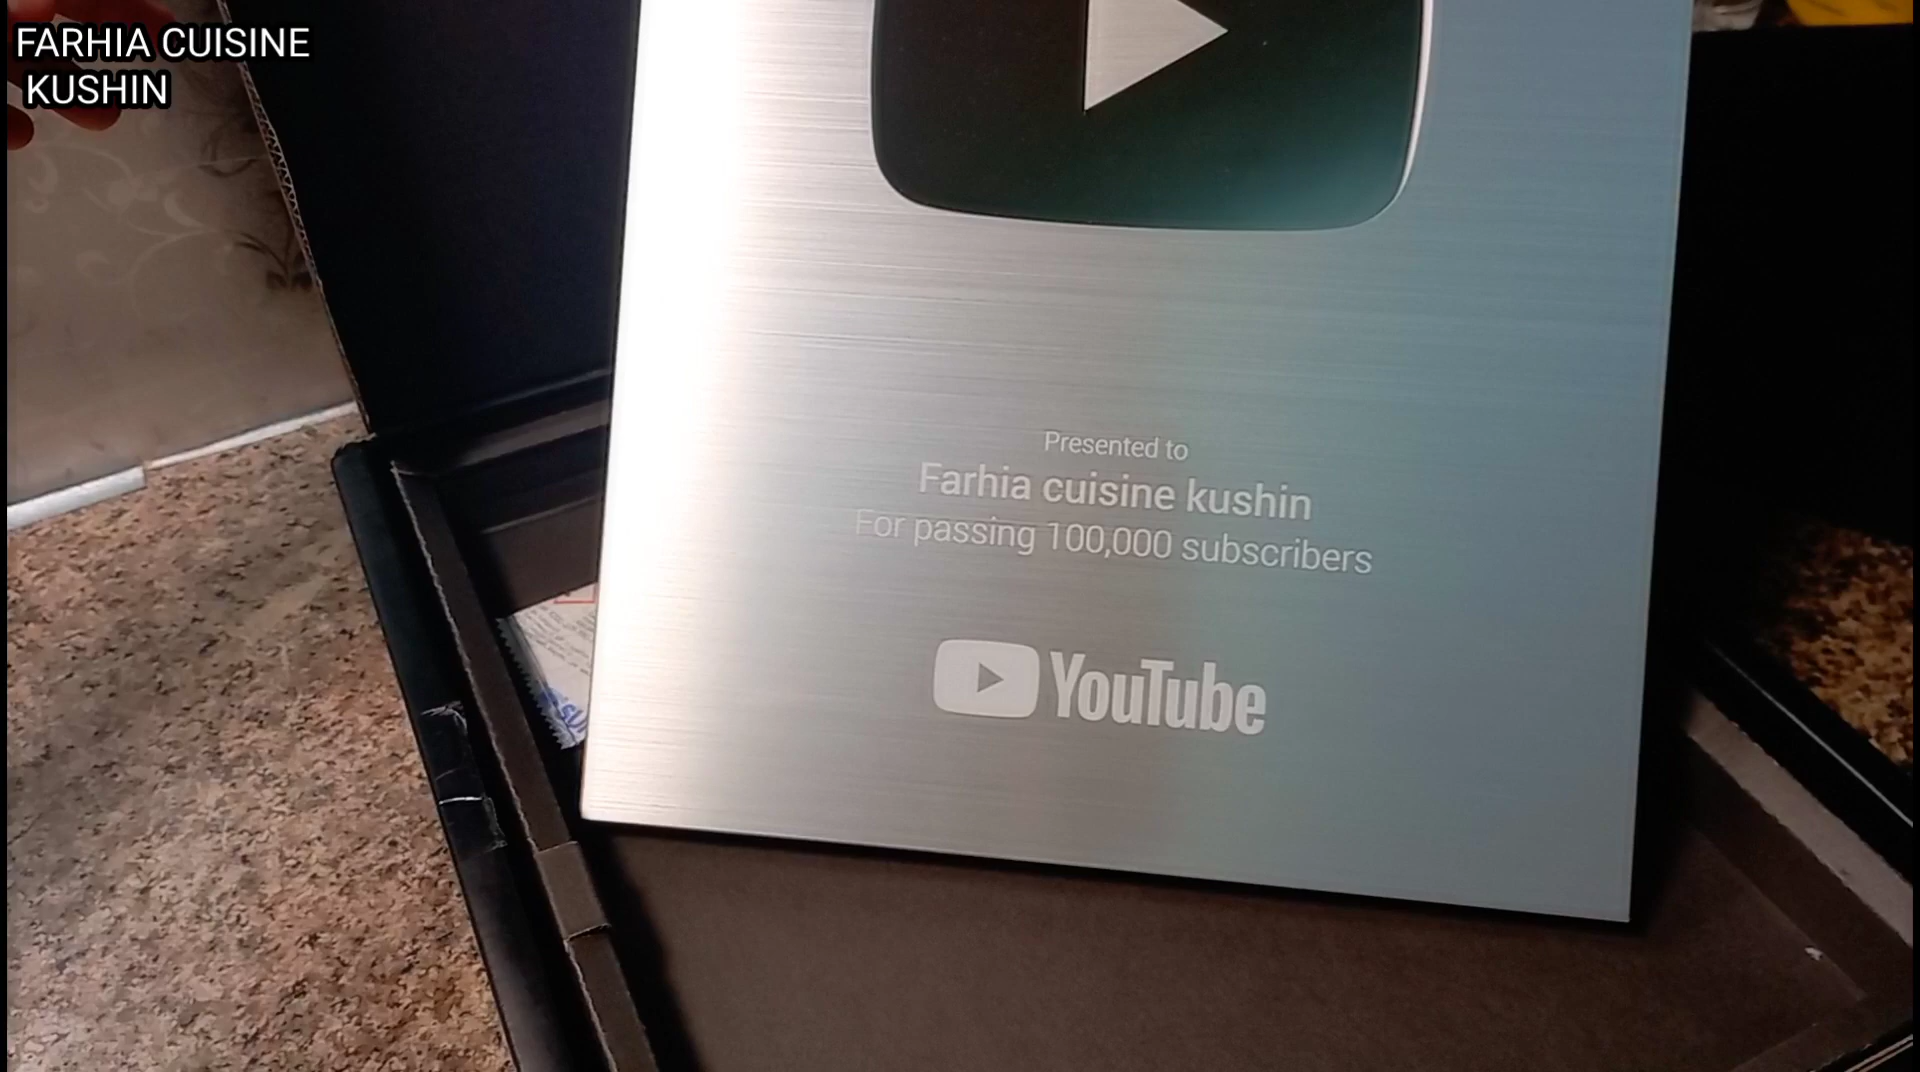 FARHIA CUISINE
KUSHIN
Presented to
Farhia cuisine kushin
For passing 100,000 subscribers
YouTube